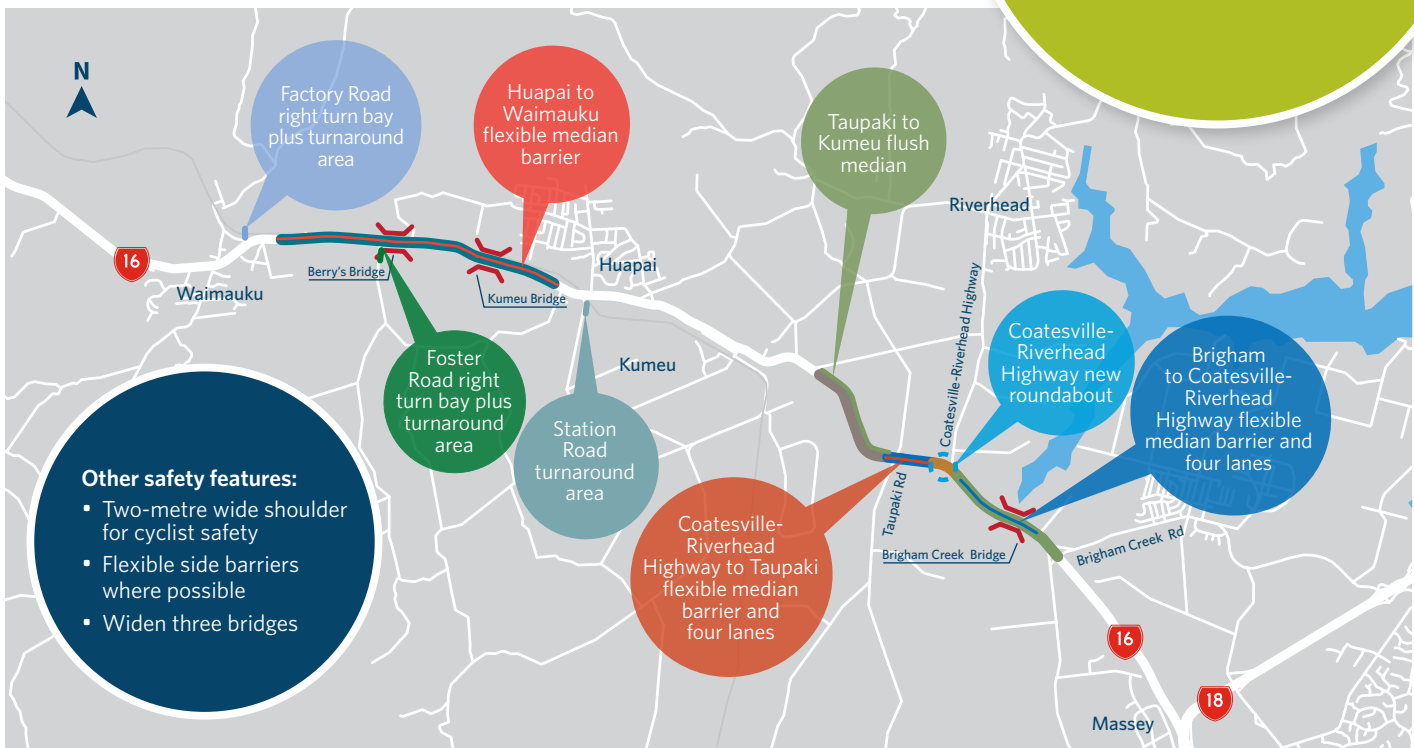 N
Factory Road
right turn bay
plus turnaround
area
Huapai to
Waimauku
flexible median
barrier
Taupaki to
Kumeu flush
median
Riverhead
16
Waimauku
Berry's Bridge
Kumeu Bridge
Huapai
Kumeu
Coatesville-Riverhead Highway
Coatesville-
Riverhead
Highway new
roundabout
Brigham
to Coatesville-
Riverhead
Highway flexible
median barrier and
four lanes
Foster
Road right
turn bay plus
turnaround
area
Station
Road
turnaround
area
Coatesville-
Riverhead
Highway to Taupaki
flexible median
barrier and
four lanes
Taupaki Rd
Brigham Creek Bridge
Brigham Creek Rd
Other safety features:
▪ Two-metre wide shoulder
for cyclist safety
▪ Flexible side barriers
where possible
▪ Widen three bridges
16
18
Massey